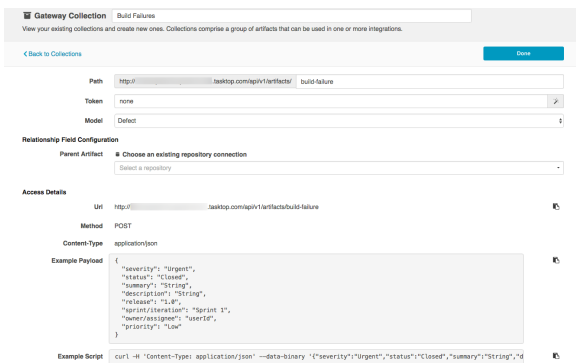 Gateway Collection Build Failures
View your existing collections and create new ones. Collections comprise a group of artifacts that can be used in one or more integrations.
Back to Collections Done
Path http:// .tasktop.com/api/v1/artifacts/ build-failure
Token none
Model Defect
Relationship Field Configuration
Parent Artifact Choose an existing repository connection
Select a repository
Access Details
Url http:// .tasktop.com/api/v1/artifacts/build-failure
Method POST
Content-Type application/json
Example Payload {
"severity": "Urgent",
"status": "Closed",
"summary": "String",
"description": "String",
"release": "1.0",
"sprint/iteration": "Sprint 1",
"owner/assignee": "userId",
"priority": "Low"
}
Example Script curl -H 'Content-Type: application/json' --data-binary '{"severity":"Urgent","status":"Closed","summary":"String","d